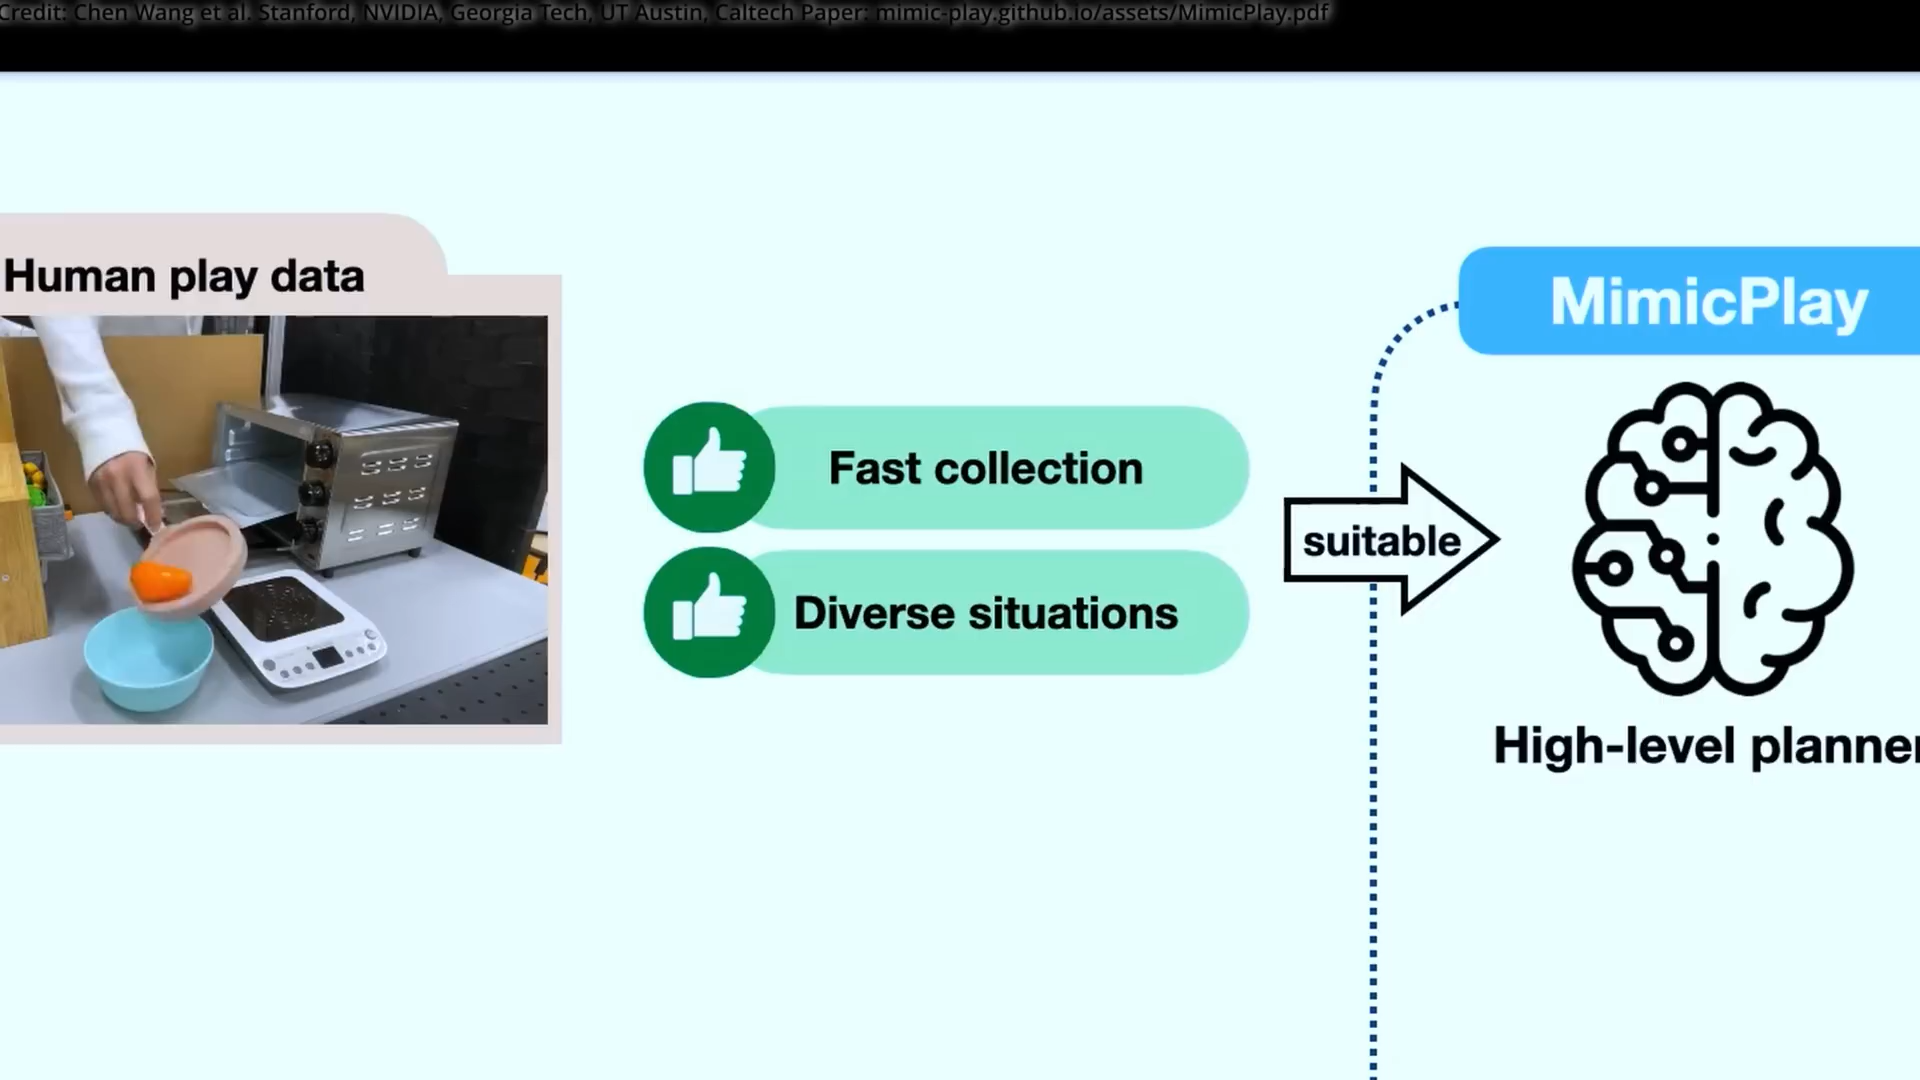 Credit: Chen Wang et al. Stanford, NVIDIA, Georgia Tech, UT Austin, Caltech Paper: mimic-play.github.io/assets/MimicPlay.pdf
Human play data
Fast collection
Diverse situations
suitable
MimicPlay
High-level planner